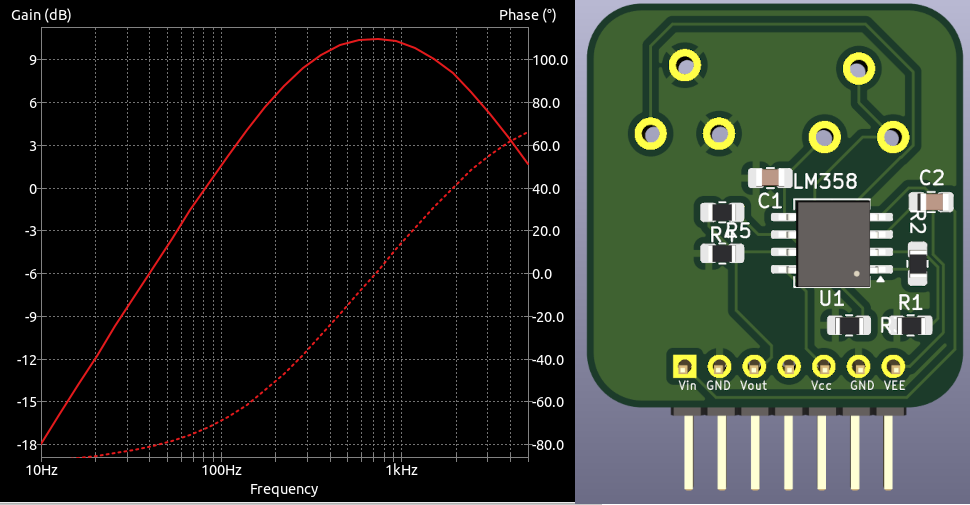 Gain (dB)
Phase (°)
9
6
3
0
-3
-6
-9
-12
-15
-18
100.0
80.0
60.0
40.0
20.0
0.0
-20.0
-40.0
-60.0
-80.0
10Hz
100Hz
1kHz
Frequency
LM358
C1
C2
R2
R5
U1
R1
Vin
GND
Vout
Vcc
GND
VEE